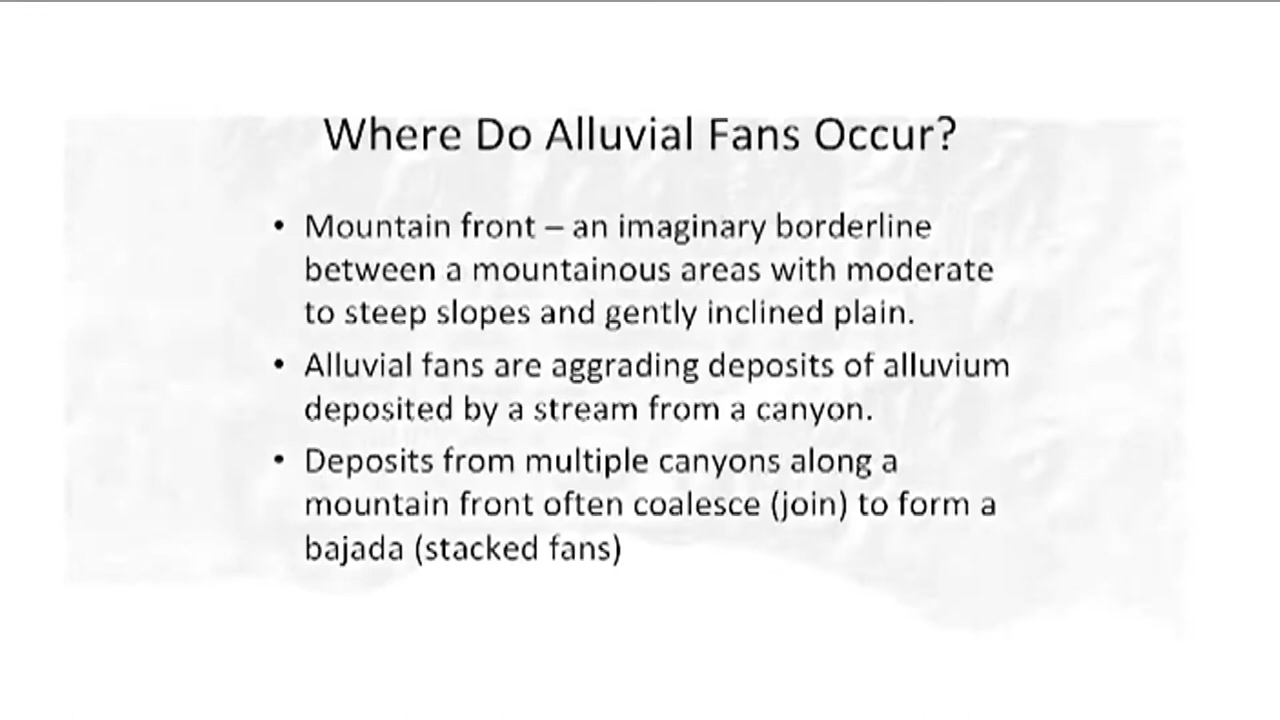 Where Do Alluvial Fans Occur?
• Mountain front – an imaginary borderline
between a mountainous areas with moderate
to steep slopes and gently inclined plain.
• Alluvial fans are aggrading deposits of alluvium
deposited by a stream from a canyon.
• Deposits from multiple canyons along a
mountain front often coalesce (join) to form a
bajada (stacked fans)